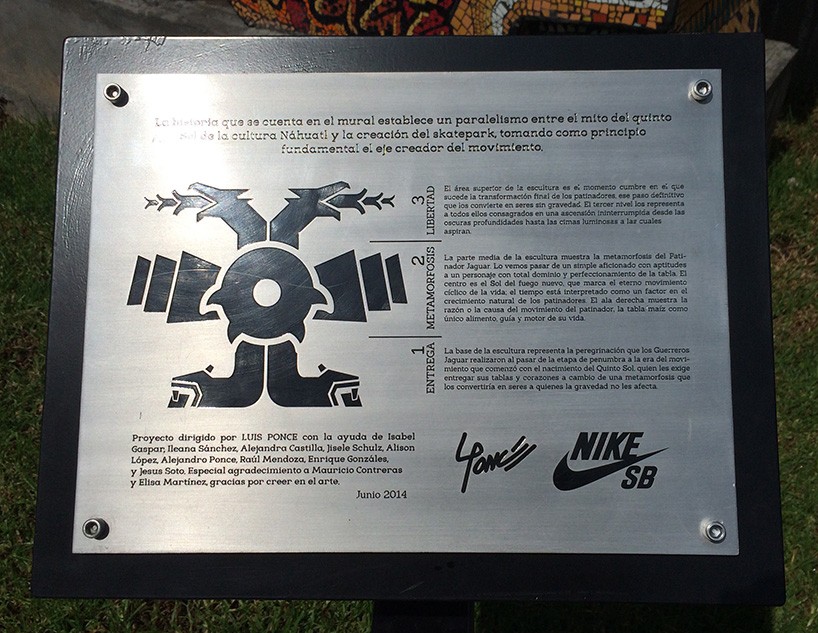 La historia que se cuenta en el mural establece un paralelismo entre el mito del quinto
Sol de la cultura Náhuatl y la creación del skatepark, tomando como principio
fundamental el eje creador del movimiento.
3
LIBERTAD
El área superior de la escultura es el momento cumbre en el que
sucede la transformación final de los patinadores, ese paso definitivo
que los convierte en seres sin gravedad. El tercer nivel los representa
a todos ellos consagrados en una ascensión ininterrumpida desde las
oscuras profundidades hasta las cimas luminosas a las cuales
aspiran.
2
METAMORFOSIS
La parte media de la escultura muestra la metamorfosis del Pati-
nador Jaguar. Lo vemos pasar de un simple aficionado con aptitudes
a un personaje con total dominio y perfeccionamiento de la tabla. El
centro es el Sol del fuego nuevo, que marca el eterno movimiento
cíclico de la vida; el tiempo está interpretado como un factor en el
crecimiento natural de los patinadores. El ala derecha muestra la
razón o la causa del movimiento del patinador, la tabla maíz como
único alimento, guía y motor de su vida.
1
ENTREGA
La base de la escultura representa la peregrinación que los Guerreros
Jaguar realizaron al pasar de la etapa de penumbra a la era del movi-
miento que comenzó con el nacimiento del Quinto Sol, quien les exige
entregar sus tablas y corazones a cambio de una metamorfosis que
los convertiría en seres a quienes la gravedad no les afecta.
Proyecto dirigido por LUIS PONCE con la ayuda de Isabel
Gaspar, Ileana Sánchez, Alejandra Castilla, Jisele Schulz, Alison
López, Alejandro Ponce, Raúl Mendoza, Enrique Gonzáles,
y Jesus Soto. Especial agradecimiento a Mauricio Contreras
y Elisa Martínez, gracias por creer en el arte.
Junio 2014
LPonce
NIKE
SB